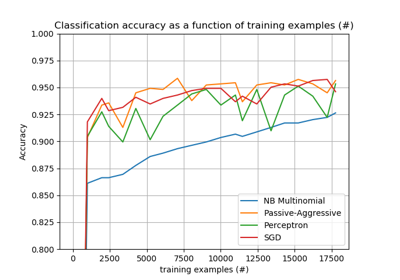 Classification accuracy as a function of training examples (#)
1.000
0.975
0.950
0.925
0.900
0.875
0.850
0.825
0.800
Accuracy
0 2500 5000 7500 10000 12500 15000 17500
training examples (#)
NB Multinomial
Passive-Aggressive
Perceptron
SGD